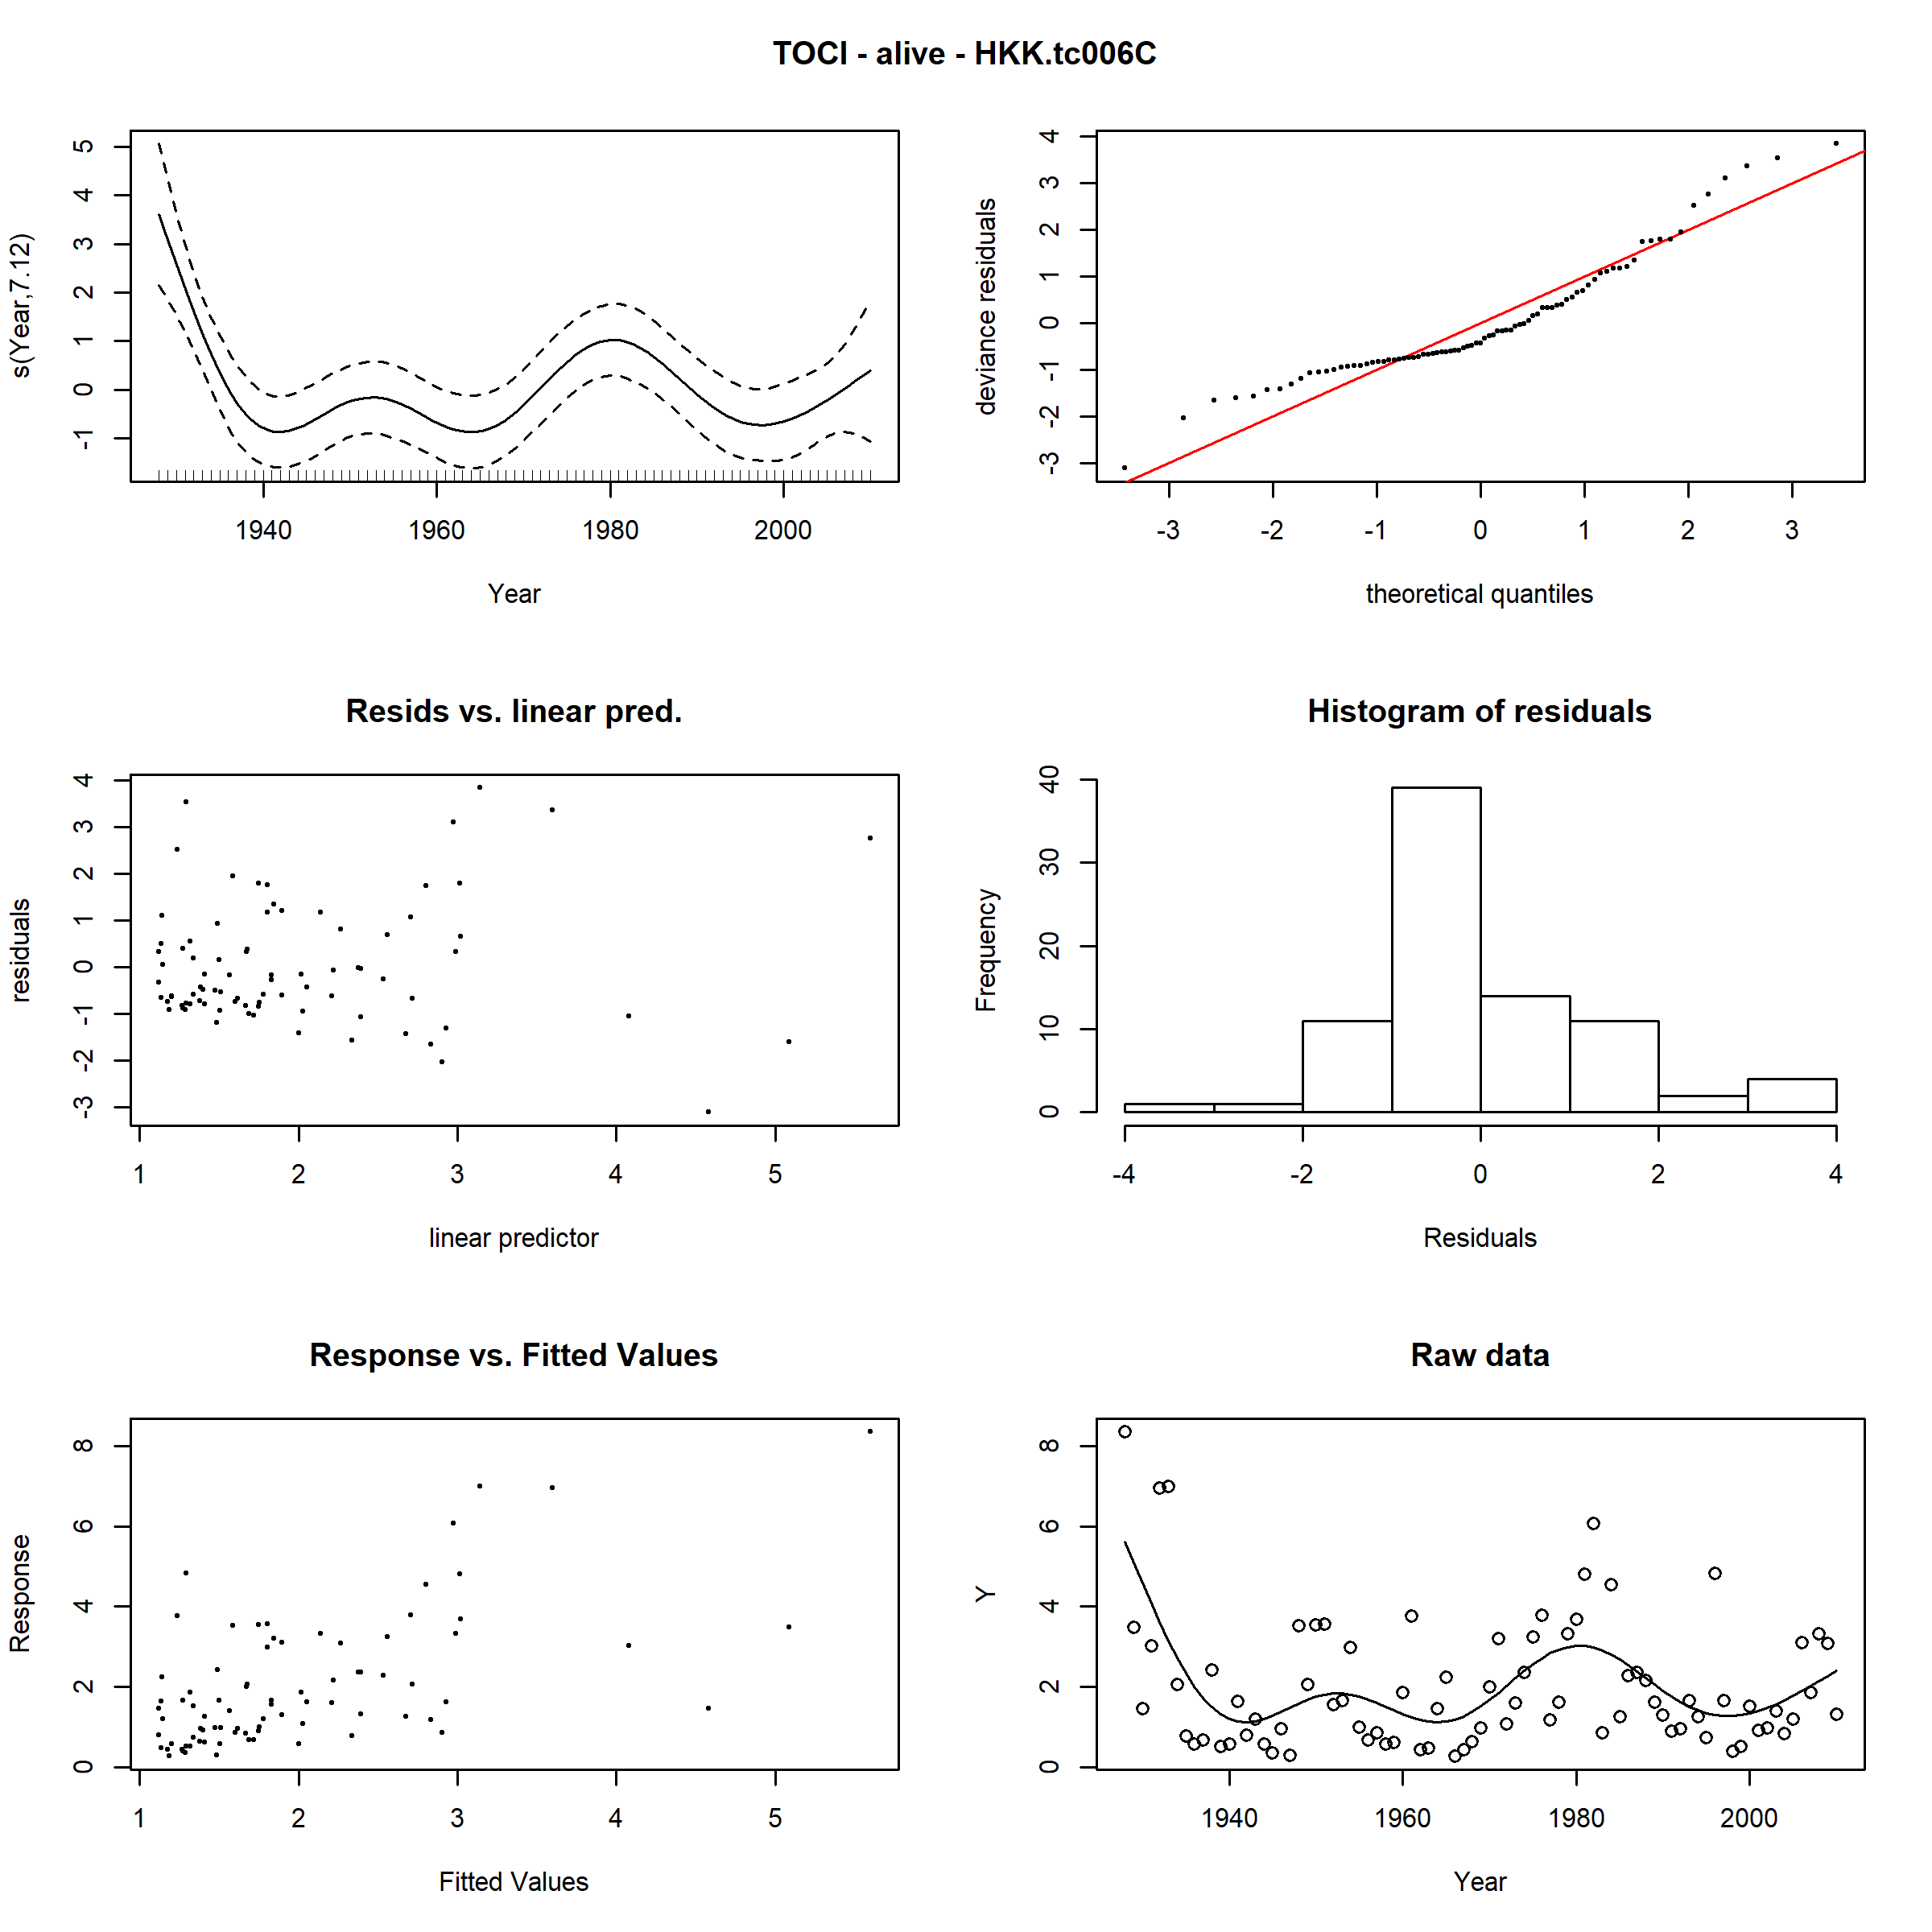 TOCI - alive - HKK.tc006C
s(Year,7.12)
5
4
3
2
1
0
-1
1940 1960 1980 2000
Year
deviance residuals
4
3
2
1
0
-1
-2
-3
-3 -2 -1 0 1 2 3
theoretical quantiles
Resids vs. linear pred.
residuals
4
3
2
1
0
-1
-2
-3
1 2 3 4 5
linear predictor
Histogram of residuals
Frequency
40
30
20
10
0
-4 -2 0 2 4
Residuals
Response vs. Fitted Values
Response
8
6
4
2
0
1 2 3 4 5
Fitted Values
Raw data
Y
8
6
4
2
0
1940 1960 1980 2000
Year